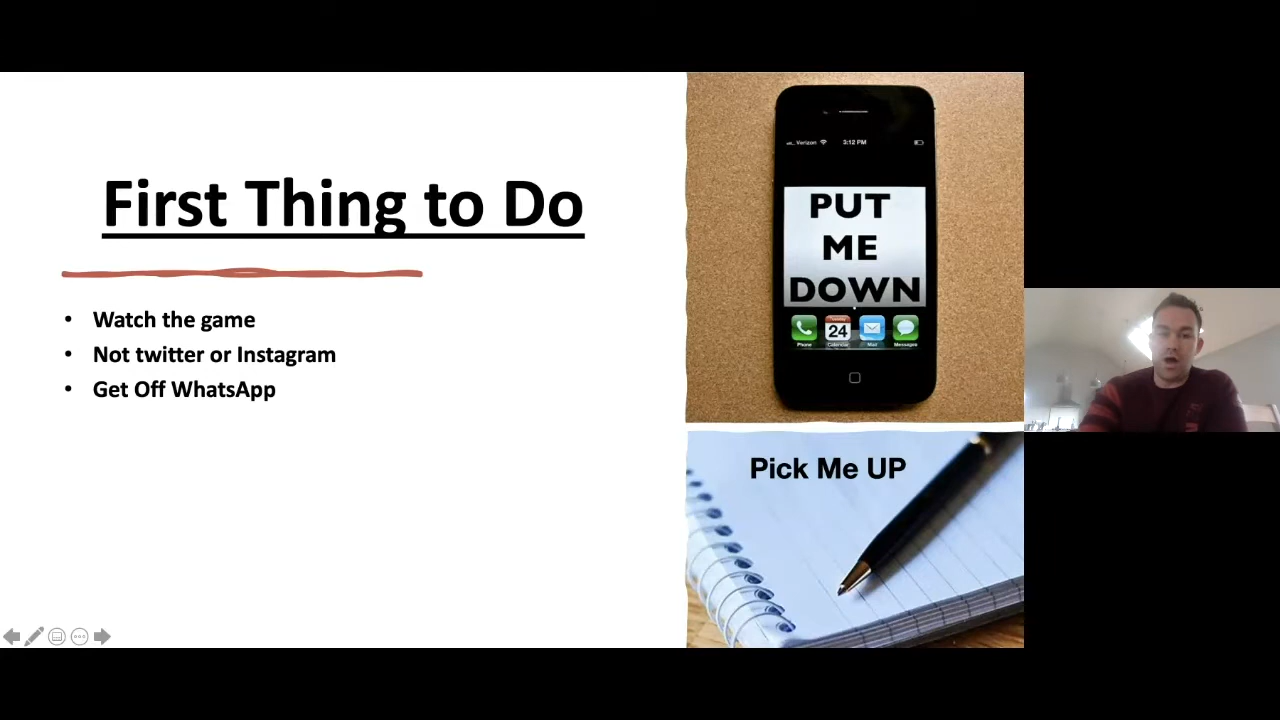 First Thing to Do
• Watch the game
• Not twitter or Instagram
• Get Off WhatsApp
Verizon 3:12 PM
PUT
ME
DOWN
24
Phone Calendar Mail Messages
Pick Me UP